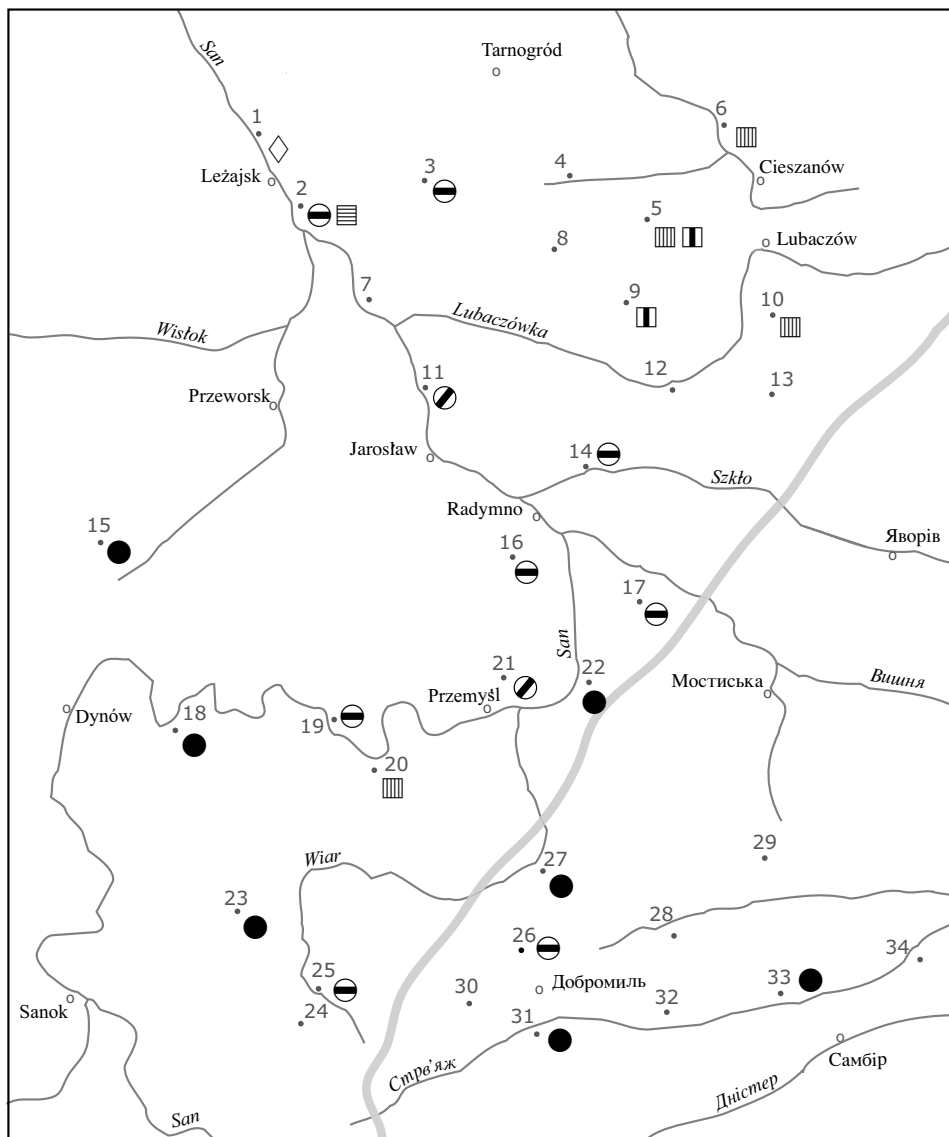 San
Tarnogród
1
6
3
4
Leżajsk
Cieszanów
2
5
8
Lubaczów
7
9
10
Wisłok
Lubaczówka
11
12
13
Przeworsk
Jarosław
14
Szkło
Radymno
15
16
Яворів
17
San
21
22
Мостиська
Вишня
Przemyśl
Dynów
18
19
20
Wiar
27
29
23
28
26
34
25
33
Добромиль
Sanok
30
32
24
31
Самбір
Стрв'яж
Дністер
San